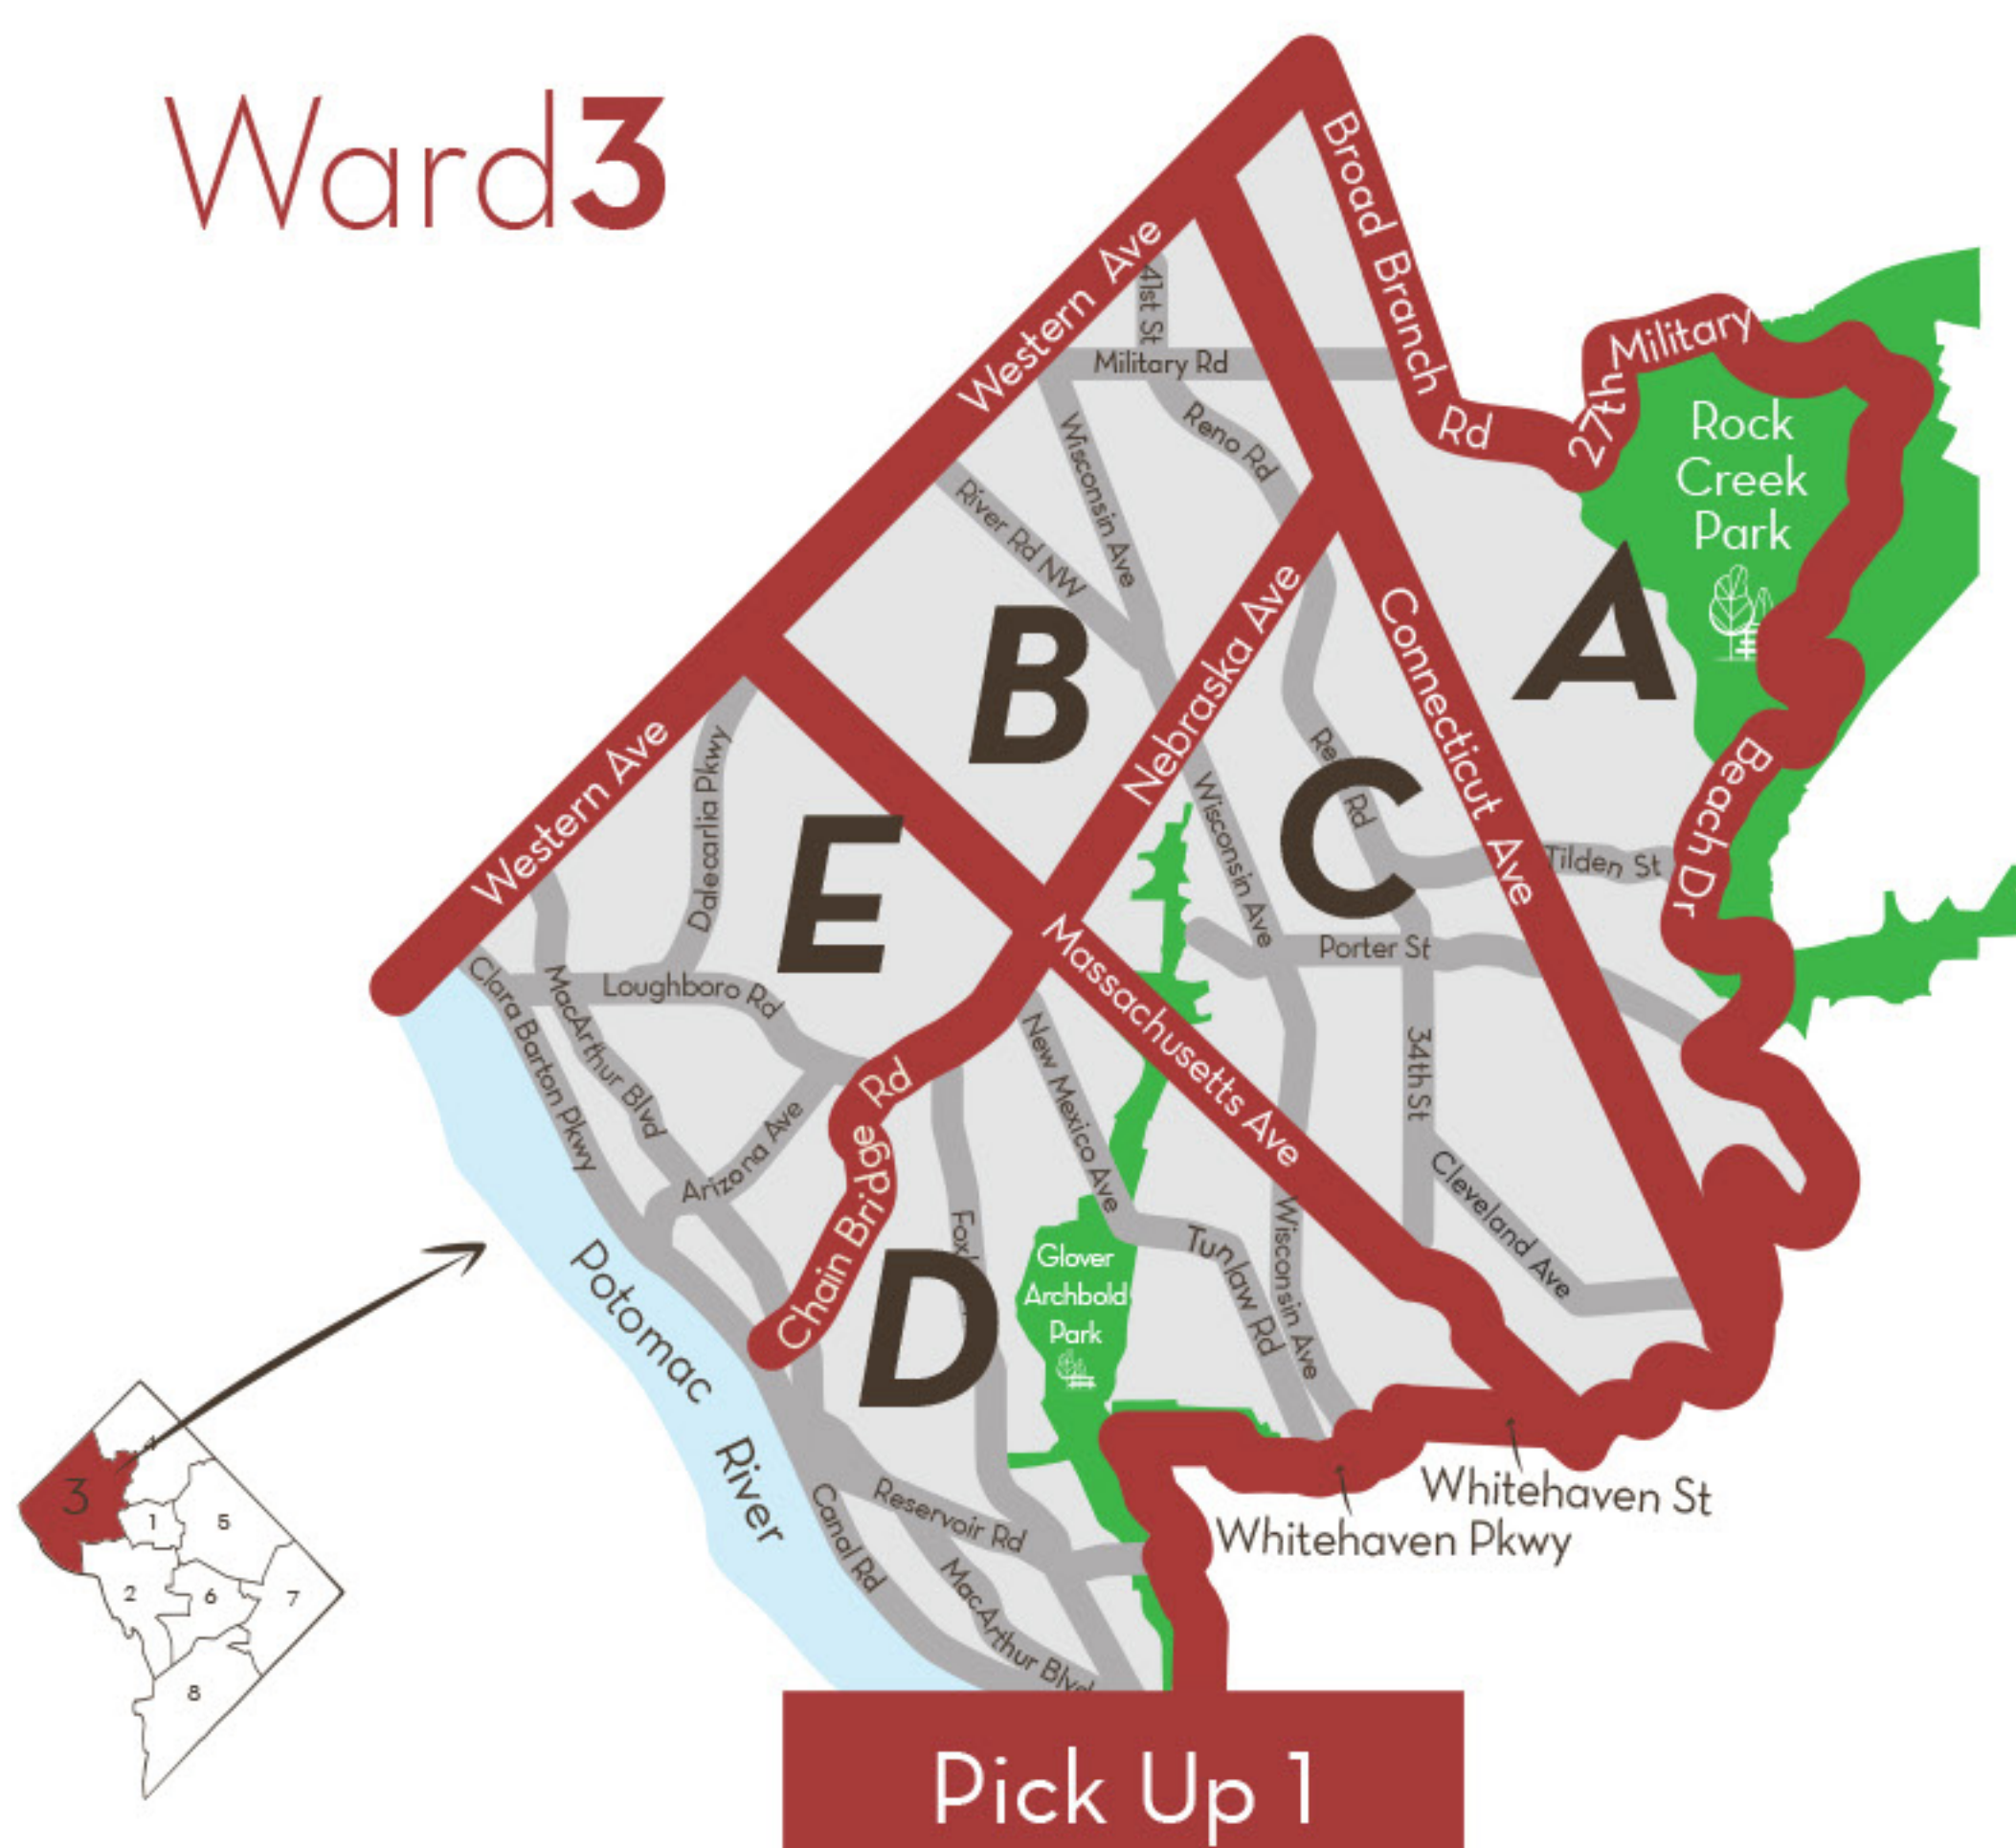 Ward3
Broad Branch Rd
Western Ave
41st St
Military Rd
27th
Military
Rock
Creek
Park
Reno Rd
Wisconsin Ave
River Rd NW
B
A
Nebraska Ave
Connecticut Ave
Western Ave
Dalecarlia Pkwy
Rd
C
E
Wisconsin Ave
Tilden St
Beach Dr
Porter St
Massachusetts Ave
Clara Barton Pkwy
MacArthur Blvd
Loughboro Rd
34th St
New Mexico Ave
Arizona Ave
Chain Bridge Rd
Cleveland Ave
D
Glover
Archbold
Park
Tunlaw Rd
Wisconsin Ave
Potomac River
3
4
1
5
2
6
7
8
Reservoir Rd
Canal Rd
MacArthur Blvd
Whitehaven St
Whitehaven Pkwy
Pick Up 1